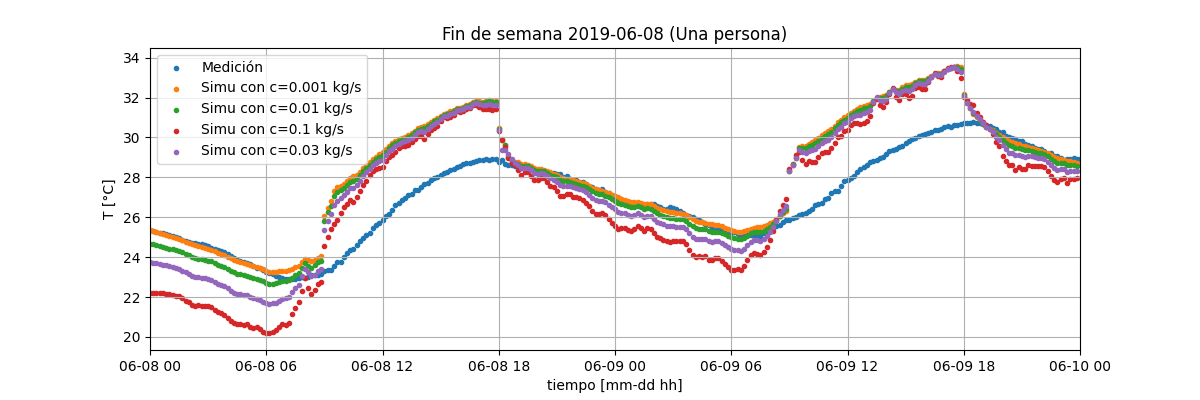 Fin de semana 2019-06-08 (Una persona)
Medición
Simu con c=0.001 kg/s
Simu con c=0.01 kg/s
Simu con c=0.1 kg/s
Simu con c=0.03 kg/s
T [°C]
34
32
30
28
26
24
22
20
06-08 00 06-08 06 06-08 12 06-08 18 06-09 00 06-09 06 06-09 12 06-09 18 06-10 00
tiempo [mm-dd hh]